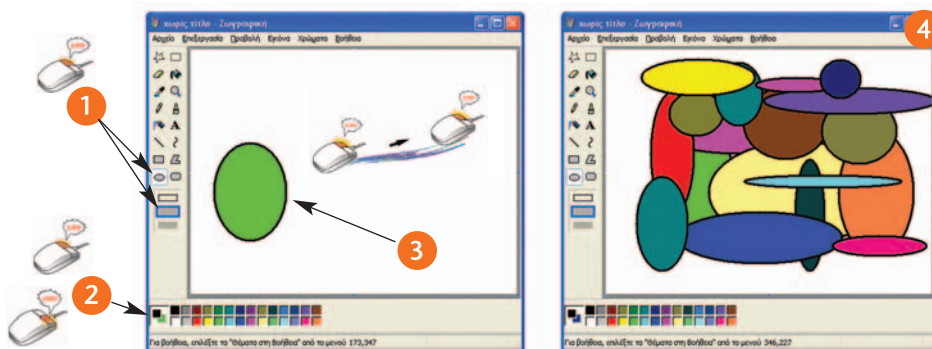 χωρίς τίτλο - Ζωγραφική
Αρχείο Επεξεργασία Προβολή Εικόνα Χρώματα Βοήθεια
A
1
2
3
Για βοήθεια, επιλέξτε τα "Θέματα στη Βοήθεια" από το μενού 173,347
χωρίς τίτλο - Ζωγραφική
4
Αρχείο Επεξεργασία Προβολή Εικόνα Χρώματα Βοήθεια
A
Για βοήθεια, επιλέξτε τα "Θέματα στη Βοήθεια" από το μενού 346,227